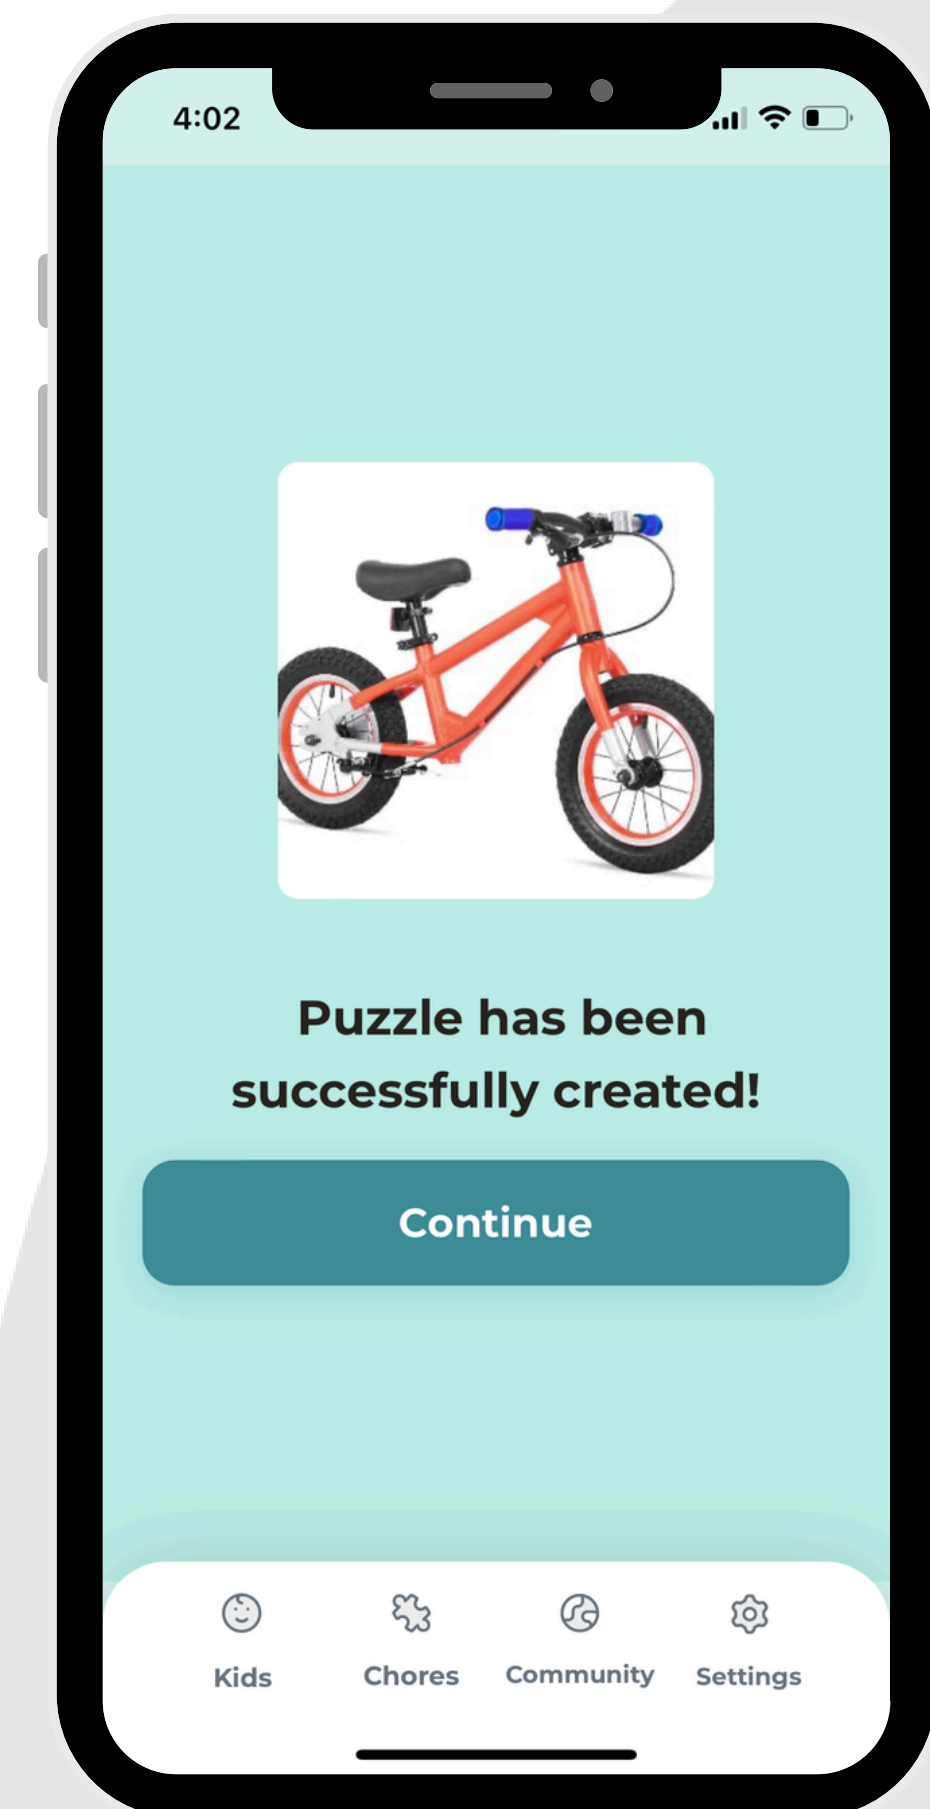 4:02
Puzzle has been
successfully created!
Continue
Kids
Chores
Community
Settings